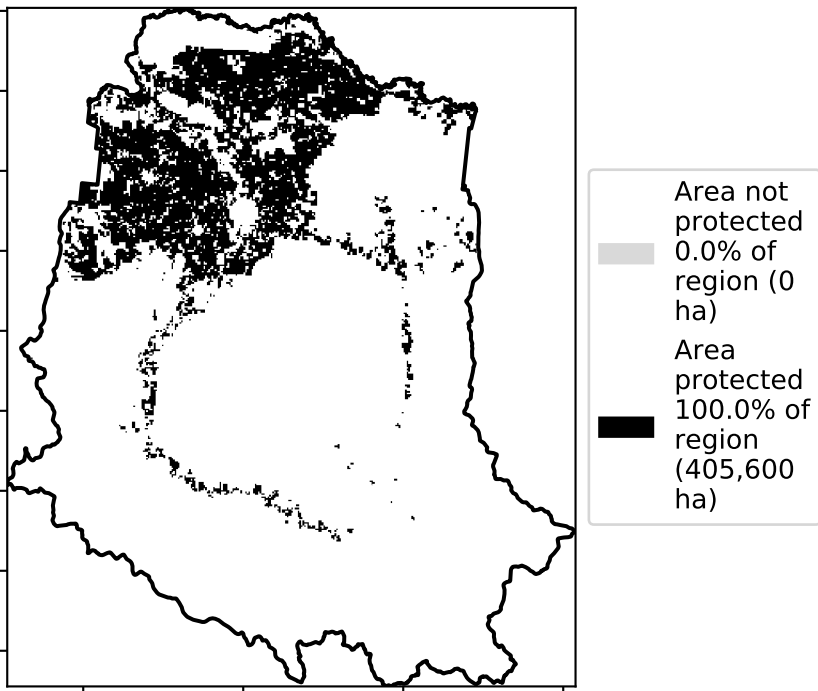 Area not
protected
0.0% of
region (0
ha)
Area
protected
100.0% of
region
(405,600
ha)